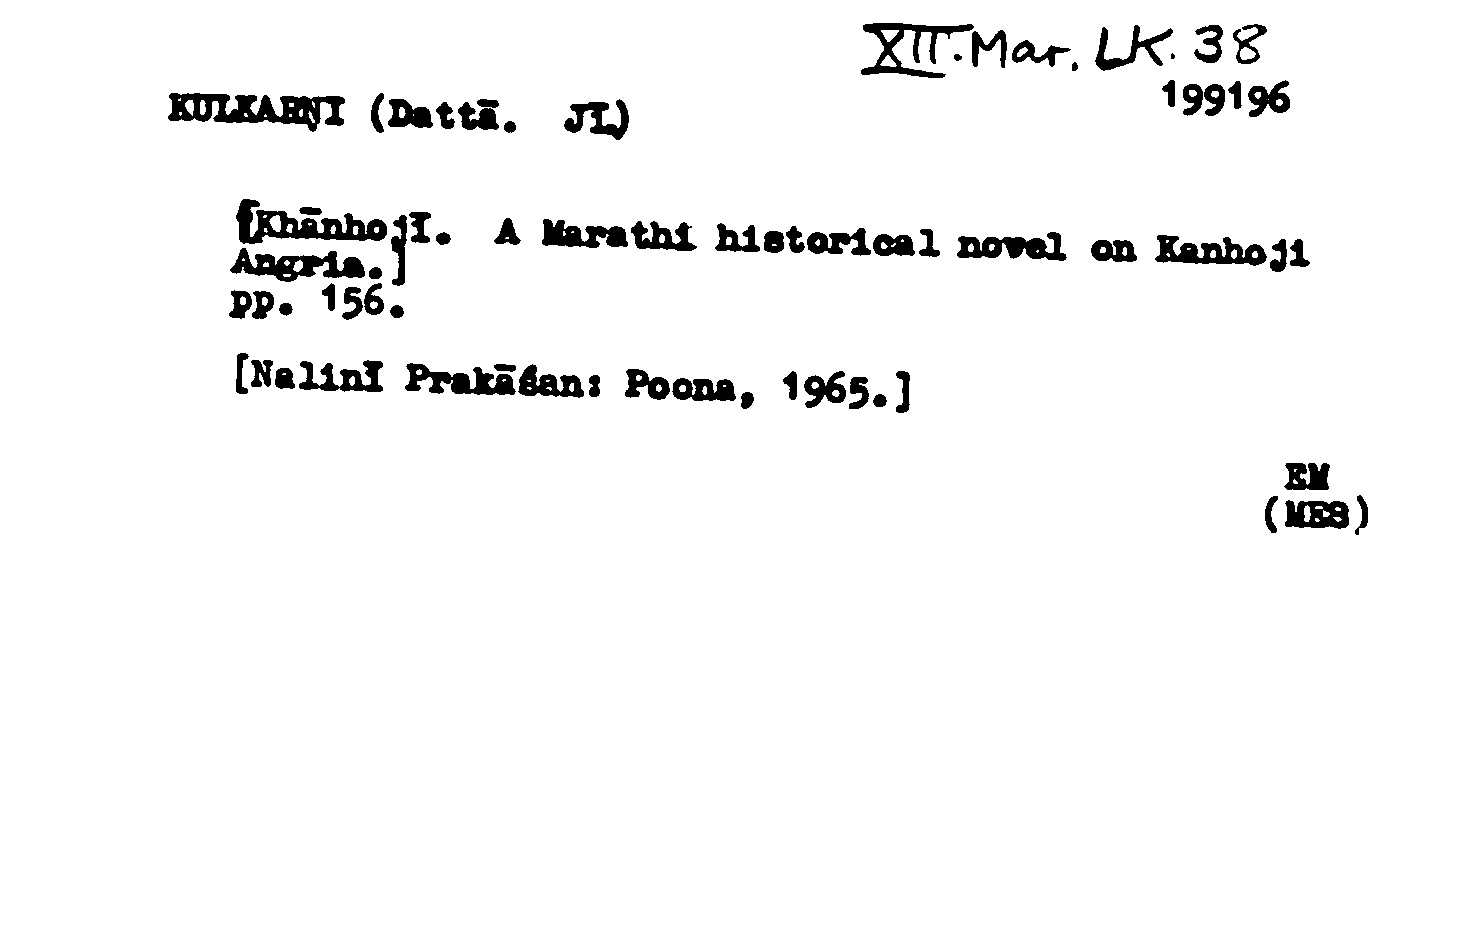 XII.Mar. LK. 38
199196
KULKARṆI (Dattā. JĪ.)
[Khānhojī. A Marathi historical novel on Kanhoji
Angria.]
pp. 156.
[Nalinī Prakāśan: Poona, 1965.]
EM
(MES)